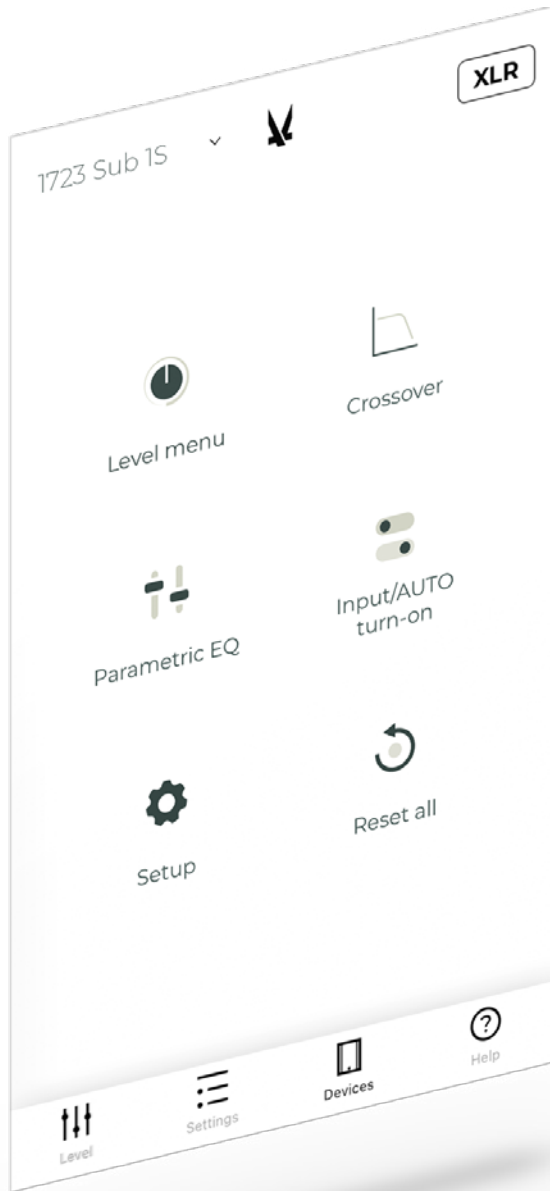 1723 Sub 1S
XLR
Level menu
Crossover
Parametric EQ
Input/AUTO
turn-on
Setup
Reset all
Level
Settings
Devices
Help